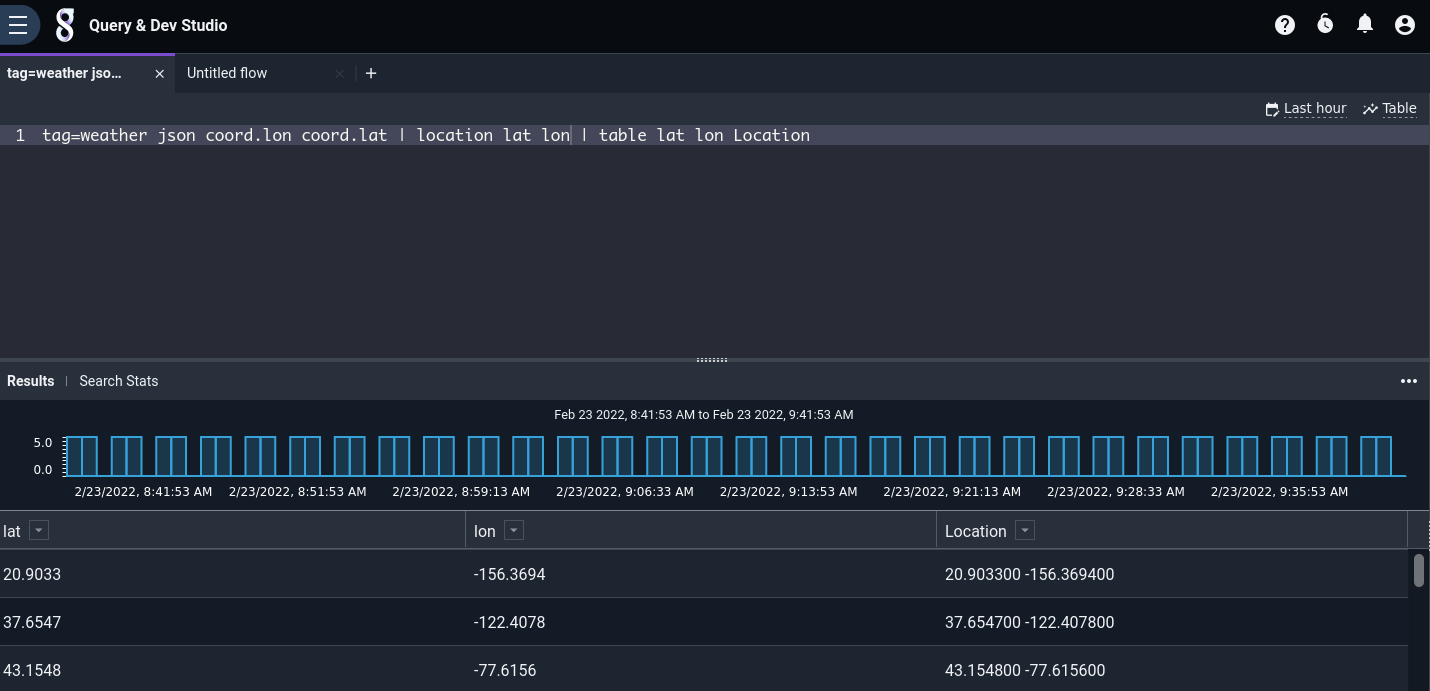 Query & Dev Studio
tag=weather jso...
Untitled flow
Last hour
Table
1 tag=weather json coord.lon coord.lat | location lat lon | table lat lon Location
Results
Search Stats
Feb 23 2022, 8:41:53 AM to Feb 23 2022, 9:41:53 AM
5.0
0.0
2/23/2022, 8:41:53 AM 2/23/2022, 8:51:53 AM 2/23/2022, 8:59:13 AM 2/23/2022, 9:06:33 AM 2/23/2022, 9:13:53 AM 2/23/2022, 9:21:13 AM 2/23/2022, 9:28:33 AM 2/23/2022, 9:35:53 AM
lat lon Location
20.9033 -156.3694 20.903300 -156.369400
37.6547 -122.4078 37.654700 -122.407800
43.1548 -77.6156 43.154800 -77.615600